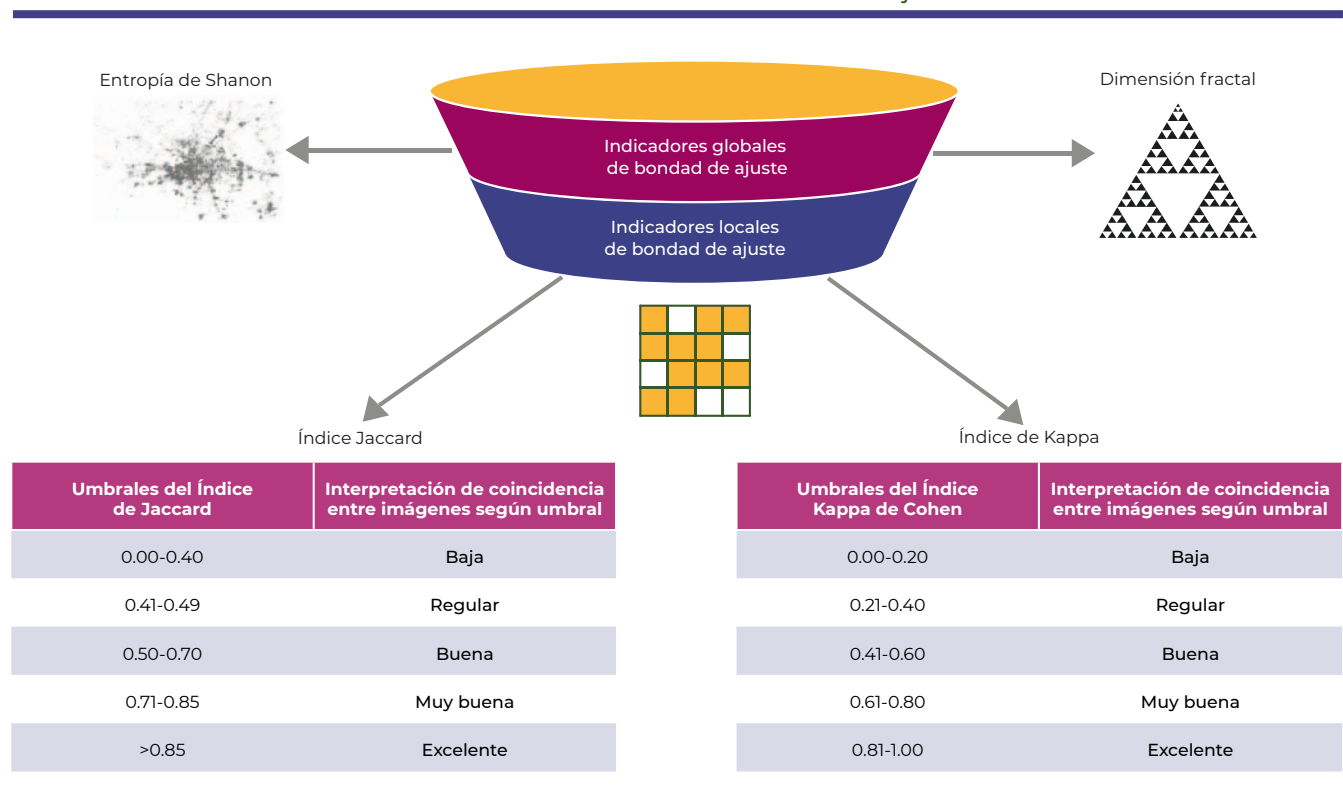 Entropía de Shanon
Dimensión fractal
Indicadores globales
de bondad de ajuste
Indicadores locales
de bondad de ajuste
Índice Jaccard
Umbrales del Índice
de Jaccard
Interpretación de coincidencia
entre imágenes según umbral
0.00-0.40
Baja
0.41-0.49
Regular
0.50-0.70
Buena
0.71-0.85
Muy buena
>0.85
Excelente
Índice de Kappa
Umbrales del Índice
Kappa de Cohen
Interpretación de coincidencia
entre imágenes según umbral
0.00-0.20
Baja
0.21-0.40
Regular
0.41-0.60
Buena
0.61-0.80
Muy buena
0.81-1.00
Excelente